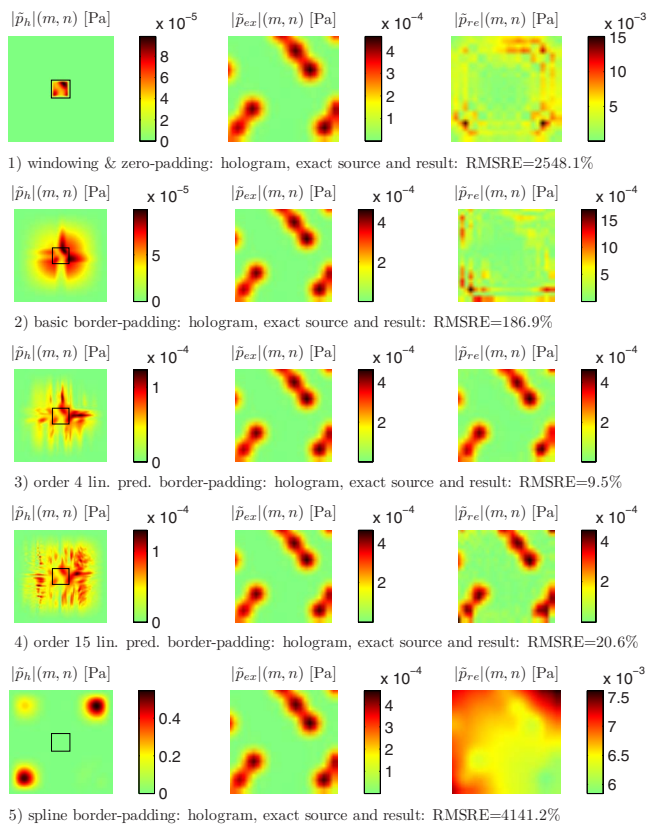 |p̃h|(m, n) [Pa] |p̃ex|(m, n) [Pa] |p̃re|(m, n) [Pa]
x 10⁻⁵ x 10⁻⁴ x 10⁻³
8 6 4 2 0
4 3 2 1
15 10 5
1) windowing & zero-padding: hologram, exact source and result: RMSRE=2548.1%
|p̃h|(m, n) [Pa] |p̃ex|(m, n) [Pa] |p̃re|(m, n) [Pa]
x 10⁻⁵ x 10⁻⁴ x 10⁻⁴
5 0
4 2
15 10 5
2) basic border-padding: hologram, exact source and result: RMSRE=186.9%
|p̃h|(m, n) [Pa] |p̃ex|(m, n) [Pa] |p̃re|(m, n) [Pa]
x 10⁻⁴ x 10⁻⁴ x 10⁻⁴
1 0
4 2
4 2
3) order 4 lin. pred. border-padding: hologram, exact source and result: RMSRE=9.5%
|p̃h|(m, n) [Pa] |p̃ex|(m, n) [Pa] |p̃re|(m, n) [Pa]
x 10⁻⁴ x 10⁻⁴ x 10⁻⁴
1 0
4 3 2 1
4 2
4) order 15 lin. pred. border-padding: hologram, exact source and result: RMSRE=20.6%
|p̃h|(m, n) [Pa] |p̃ex|(m, n) [Pa] |p̃re|(m, n) [Pa]
x 10⁻⁴ x 10⁻³
0.4 0.2 0
4 3 2 1
7.5 7 6.5 6
5) spline border-padding: hologram, exact source and result: RMSRE=4141.2%